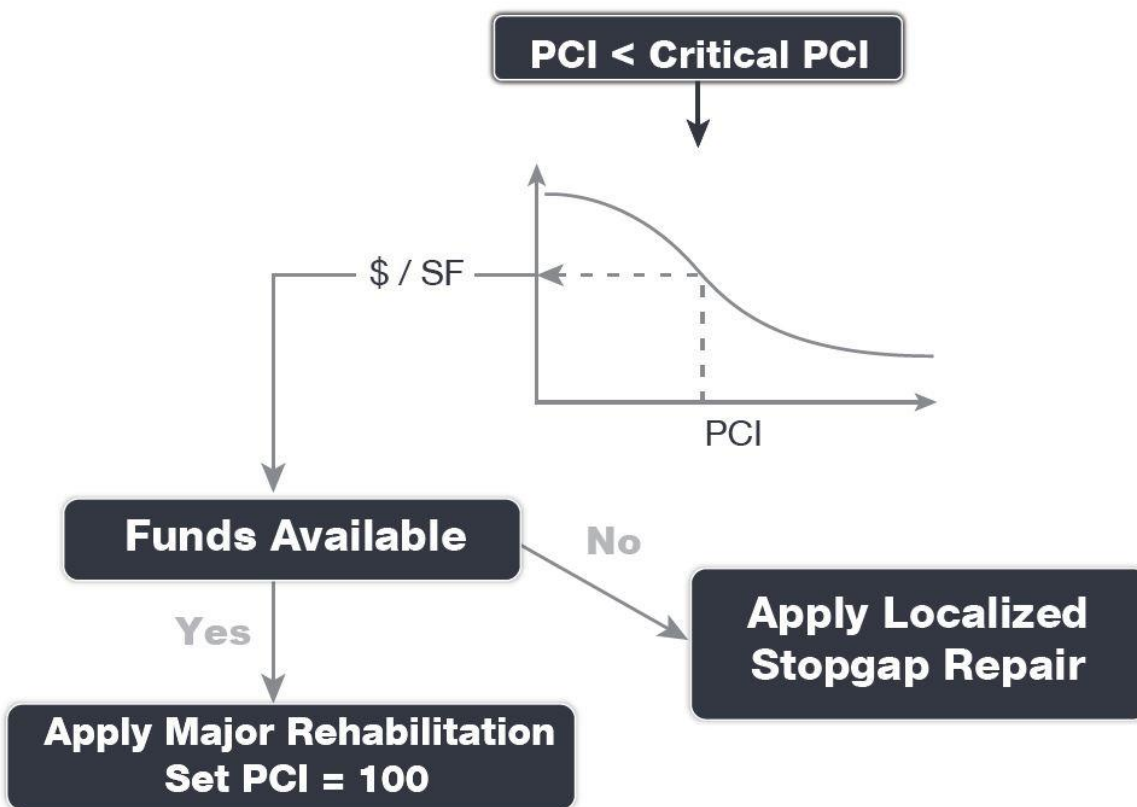 PCI < Critical PCI
$ / SF
PCI
Funds Available
No
Yes
Apply Localized
Stopgap Repair
Apply Major Rehabilitation
Set PCI = 100